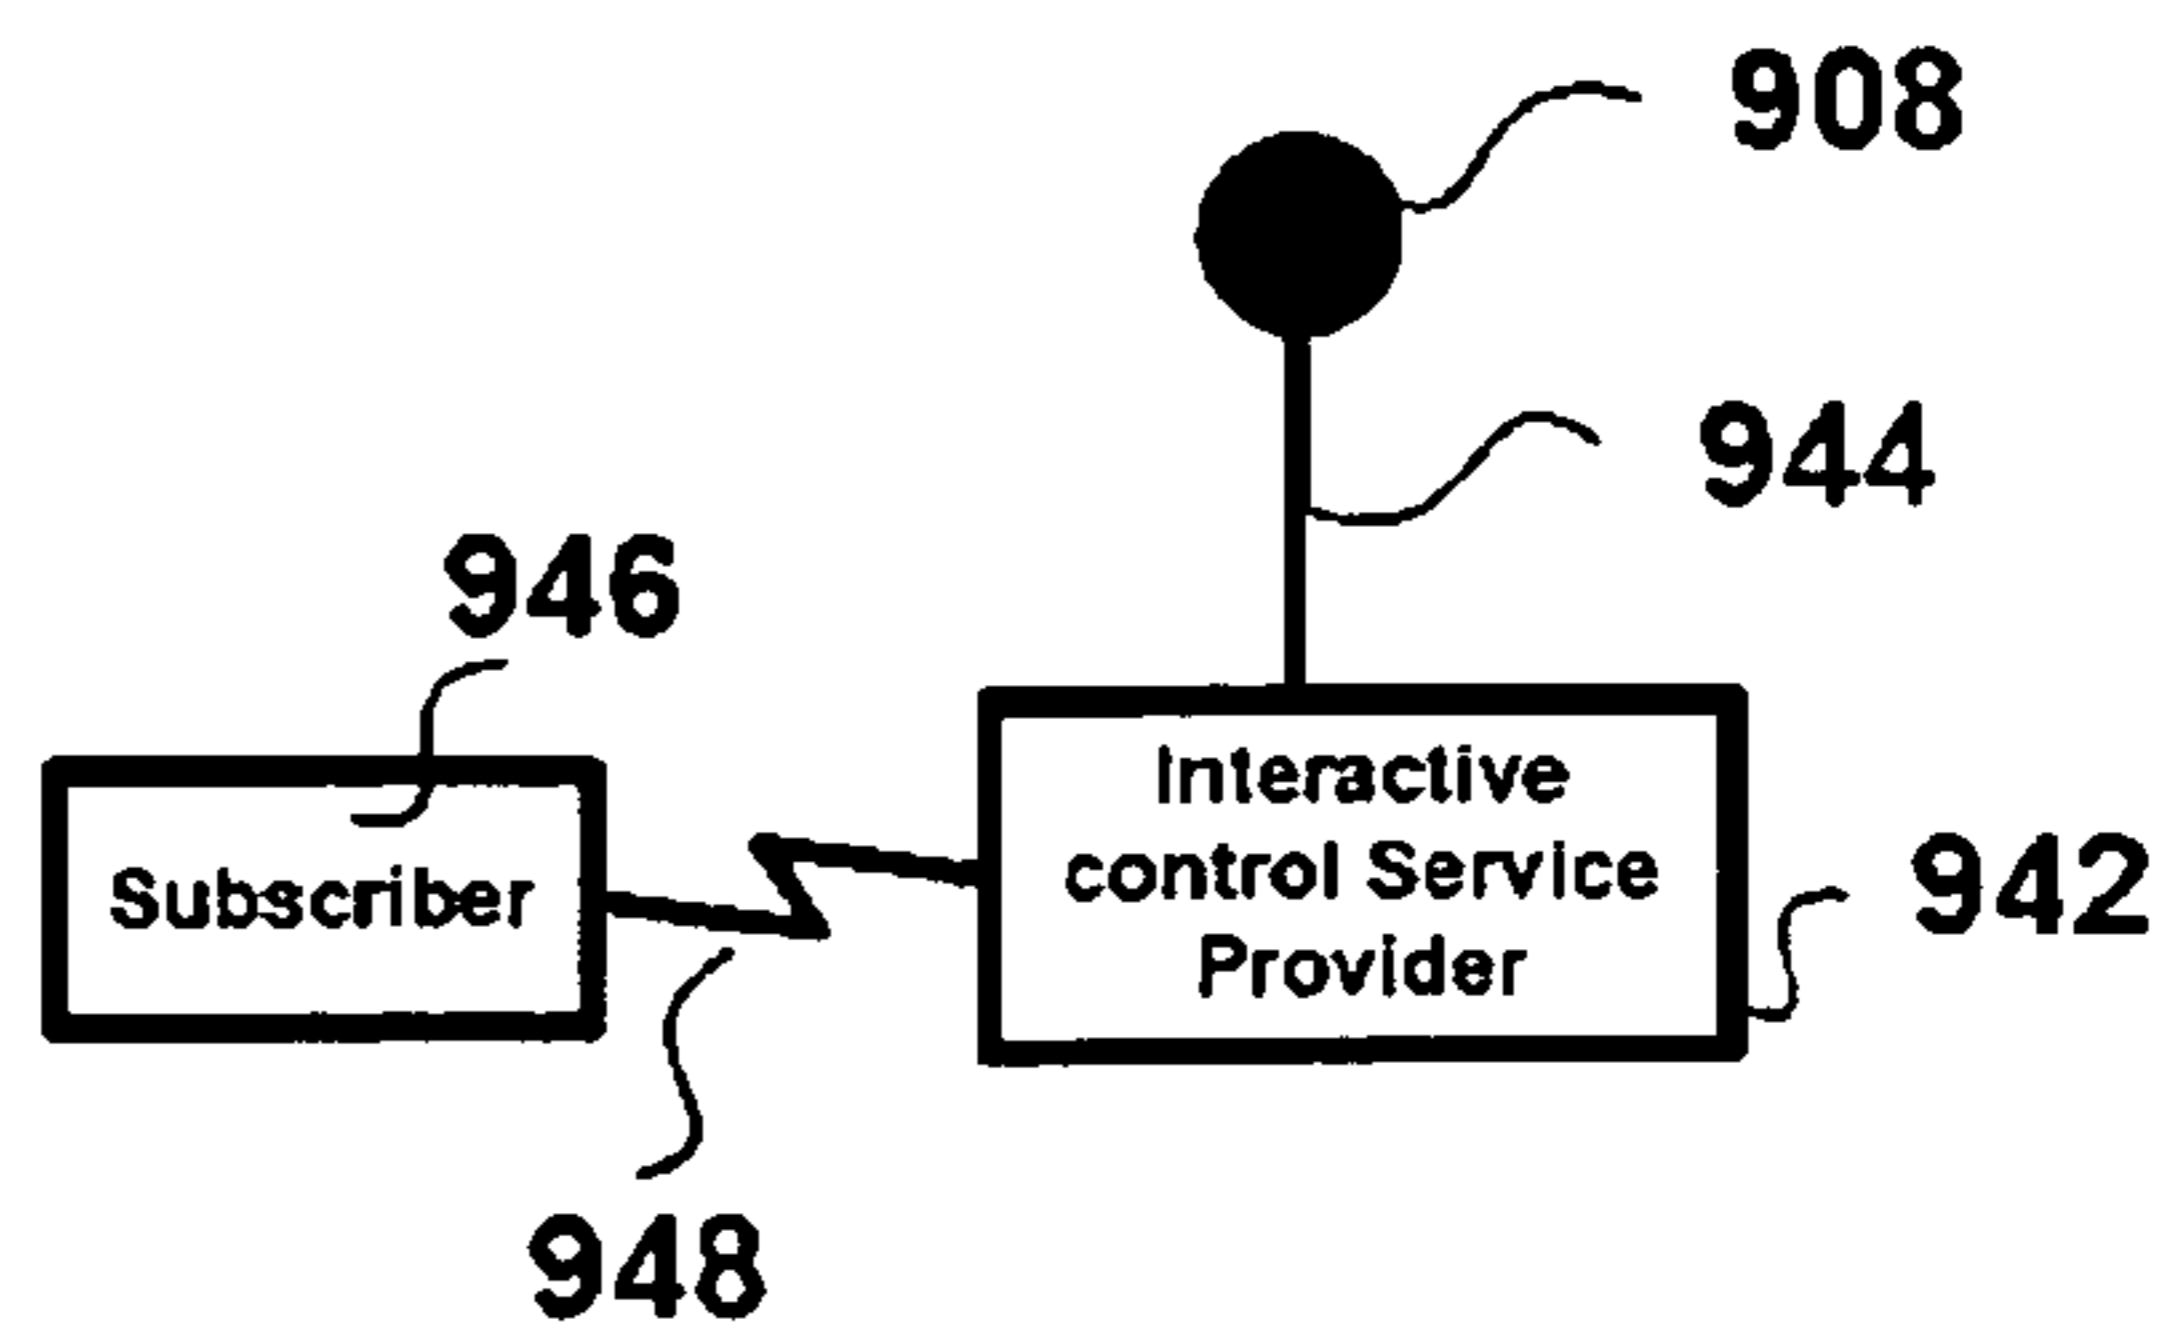 908
944
946
Subscriber
Interactive
control Service
Provider
942
948